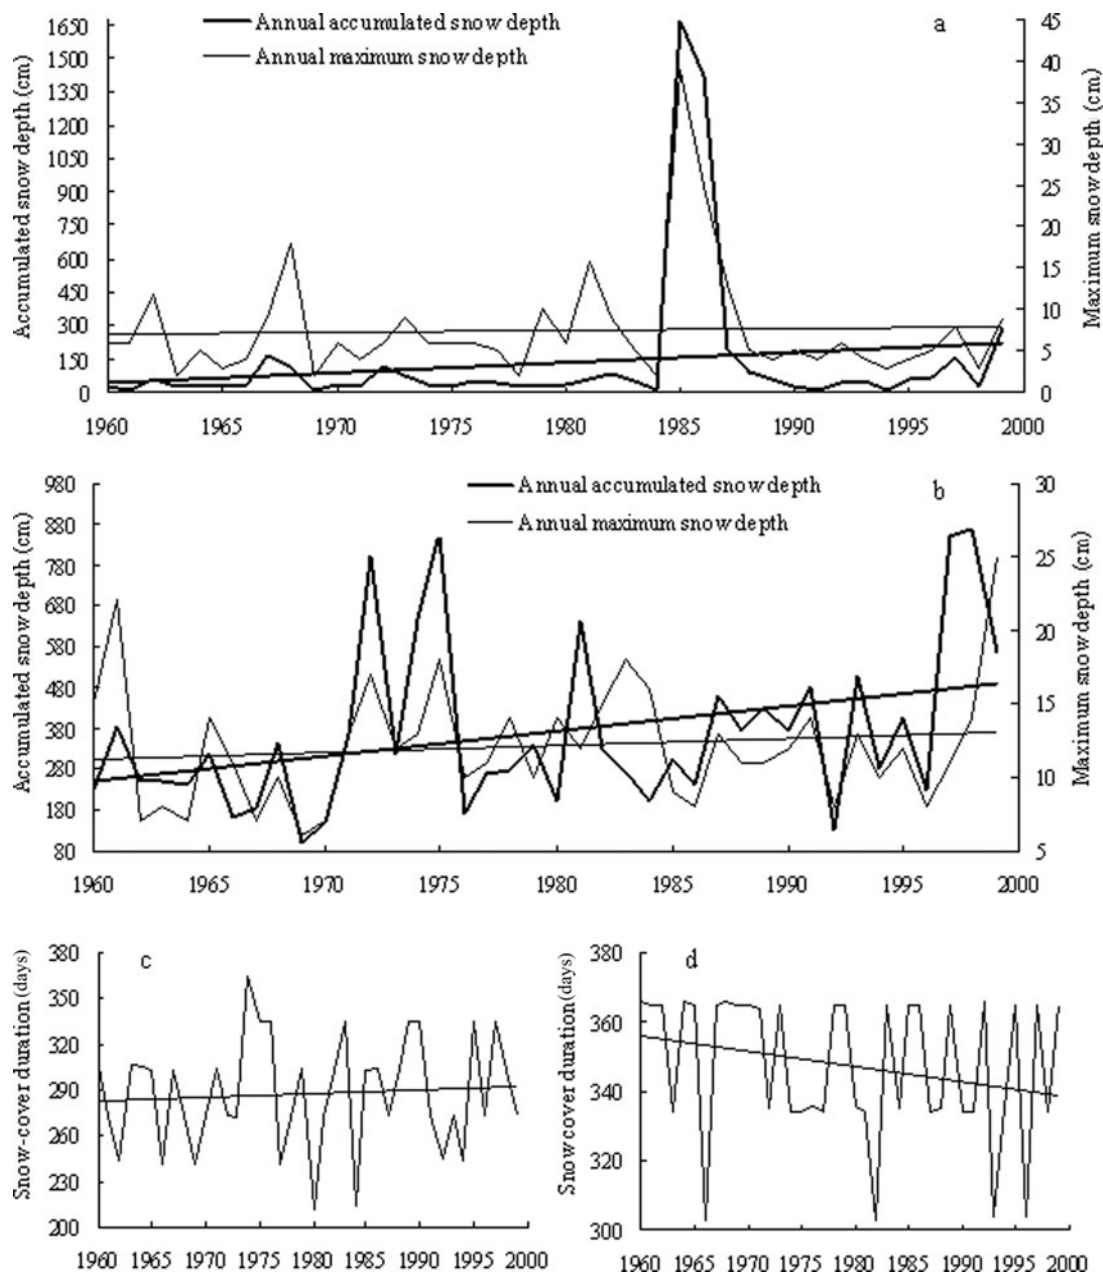 Annual accumulated snow depth
Annual maximum snow depth
a
Accumulated snow depth (cm)
1650
1500
1350
1200
1050
900
750
600
450
300
150
0
45
40
35
30
25
20
15
10
5
0
Maximum snow depth (cm)
1960 1965 1970 1975 1980 1985 1990 1995 2000
Annual accumulated snow depth
Annual maximum snow depth
b
Accumulated snow depth (cm)
980
880
780
680
580
480
380
280
180
80
30
25
20
15
10
5
Maximum snow depth (cm)
1960 1965 1970 1975 1980 1985 1990 1995 2000
c
Snow-cover duration (days)
380
350
320
290
260
230
200
1960 1965 1970 1975 1980 1985 1990 1995 2000
d
Snow cover duration (days)
380
360
340
320
300
1960 1965 1970 1975 1980 1985 1990 1995 2000